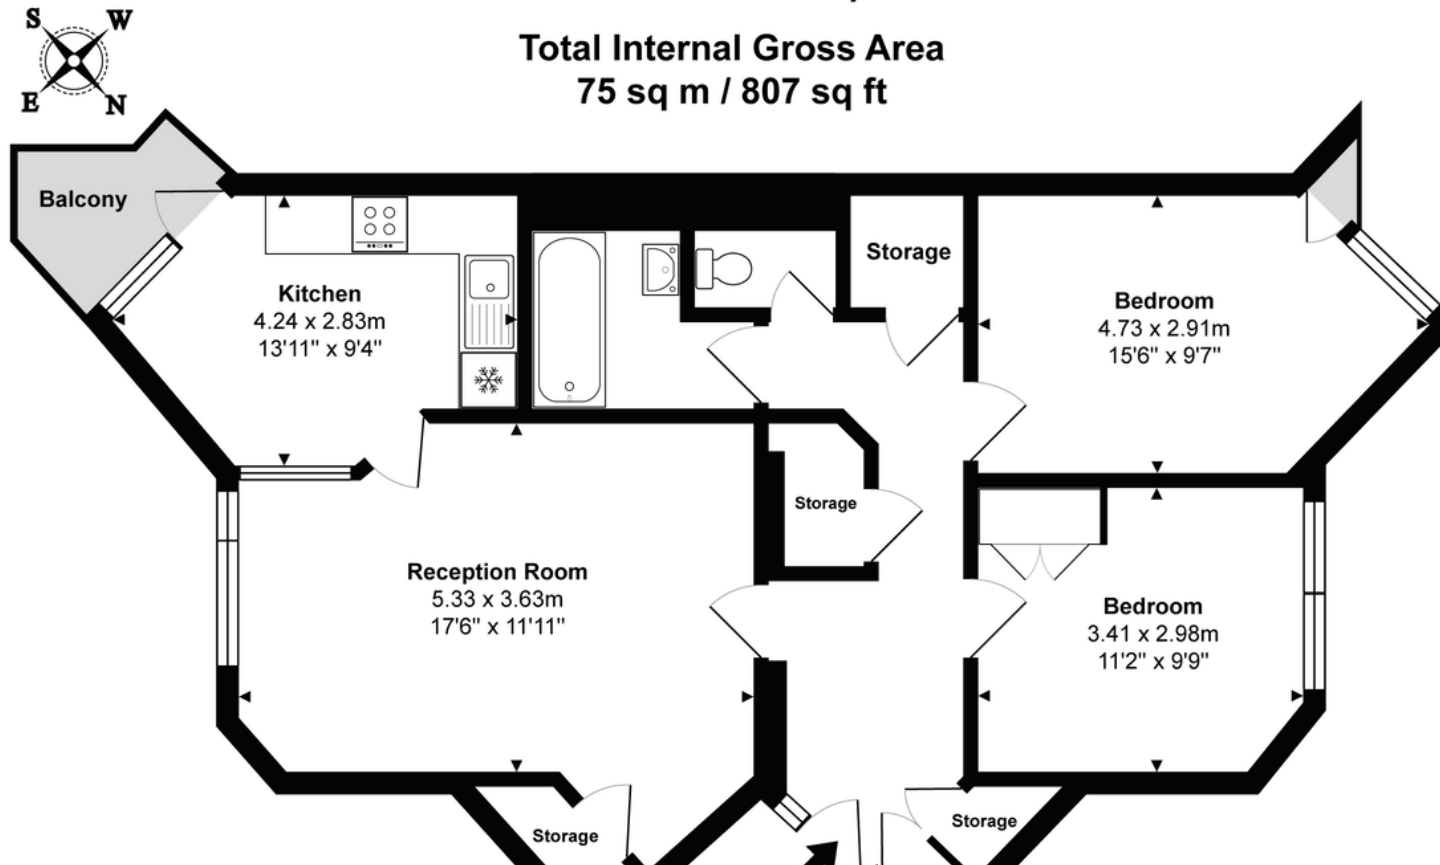 S W
E N
Total Internal Gross Area
75 sq m / 807 sq ft
Balcony
Kitchen
4.24 x 2.83m
13'11" x 9'4"
Storage
Bedroom
4.73 x 2.91m
15'6" x 9'7"
Storage
Reception Room
5.33 x 3.63m
17'6" x 11'11"
Bedroom
3.41 x 2.98m
11'2" x 9'9"
Storage
Storage